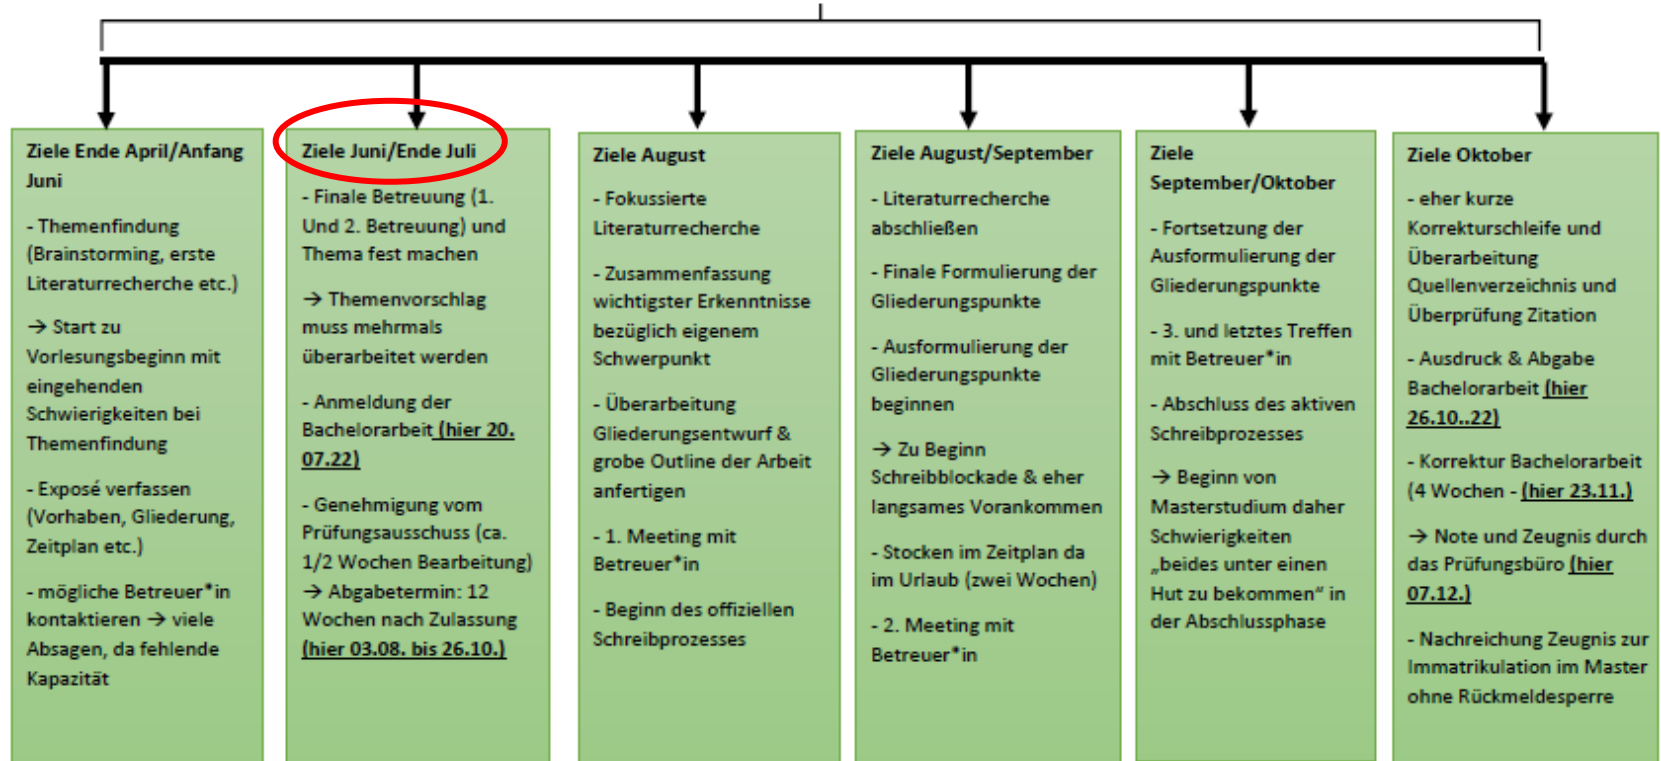 Ziele Ende April/Anfang
Juni
- Themenfindung
(Brainstorming, erste
Literaturrecherche etc.)
→ Start zu
Vorlesungsbeginn mit
eingehenden
Schwierigkeiten bei
Themenfindung
- Exposé verfassen
(Vorhaben, Gliederung,
Zeitplan etc.)
- mögliche Betreuer*in
kontaktieren → viele
Absagen, da fehlende
Kapazität
Ziele Juni/Ende Juli
- Finale Betreuung (1.
Und 2. Betreuung) und
Thema fest machen
→ Themenvorschlag
muss mehrmals
überarbeitet werden
- Anmeldung der
Bachelorarbeit (hier 20.
07.22)
- Genehmigung vom
Prüfungsausschuss (ca.
1/2 Wochen Bearbeitung)
→ Abgabetermin: 12
Wochen nach Zulassung
(hier 03.08. bis 26.10.)
Ziele August
- Fokussierte
Literaturrecherche
- Zusammenfassung
wichtigster Erkenntnisse
bezüglich eigenem
Schwerpunkt
- Überarbeitung
Gliederungsentwurf &
grobe Outline der Arbeit
anfertigen
- 1. Meeting mit
Betreuer*in
- Beginn des offiziellen
Schreibprozesses
Ziele August/September
- Literaturrecherche
abschließen
- Finale Formulierung der
Gliederungspunkte
- Ausformulierung der
Gliederungspunkte
beginnen
→ Zu Beginn
Schreibblockade & eher
langsames Vorankommen
- Stocken im Zeitplan da
im Urlaub (zwei Wochen)
- 2. Meeting mit
Betreuer*in
Ziele
September/Oktober
- Fortsetzung der
Ausformulierung der
Gliederungspunkte
- 3. und letztes Treffen
mit Betreuer*in
- Abschluss des aktiven
Schreibprozesses
→ Beginn von
Masterstudium daher
Schwierigkeiten
„beides unter einen
Hut zu bekommen“ in
der Abschlussphase
Ziele Oktober
- eher kurze
Korrekturschleife und
Überarbeitung
Quellenverzeichnis und
Überprüfung Zitation
- Ausdruck & Abgabe
Bachelorarbeit (hier
26.10..22)
- Korrektur Bachelorarbeit
(4 Wochen - (hier 23.11.)
→ Note und Zeugnis durch
das Prüfungsbüro (hier
07.12.)
- Nachreichung Zeugnis zur
Immatrikulation im Master
ohne Rückmeldesperre